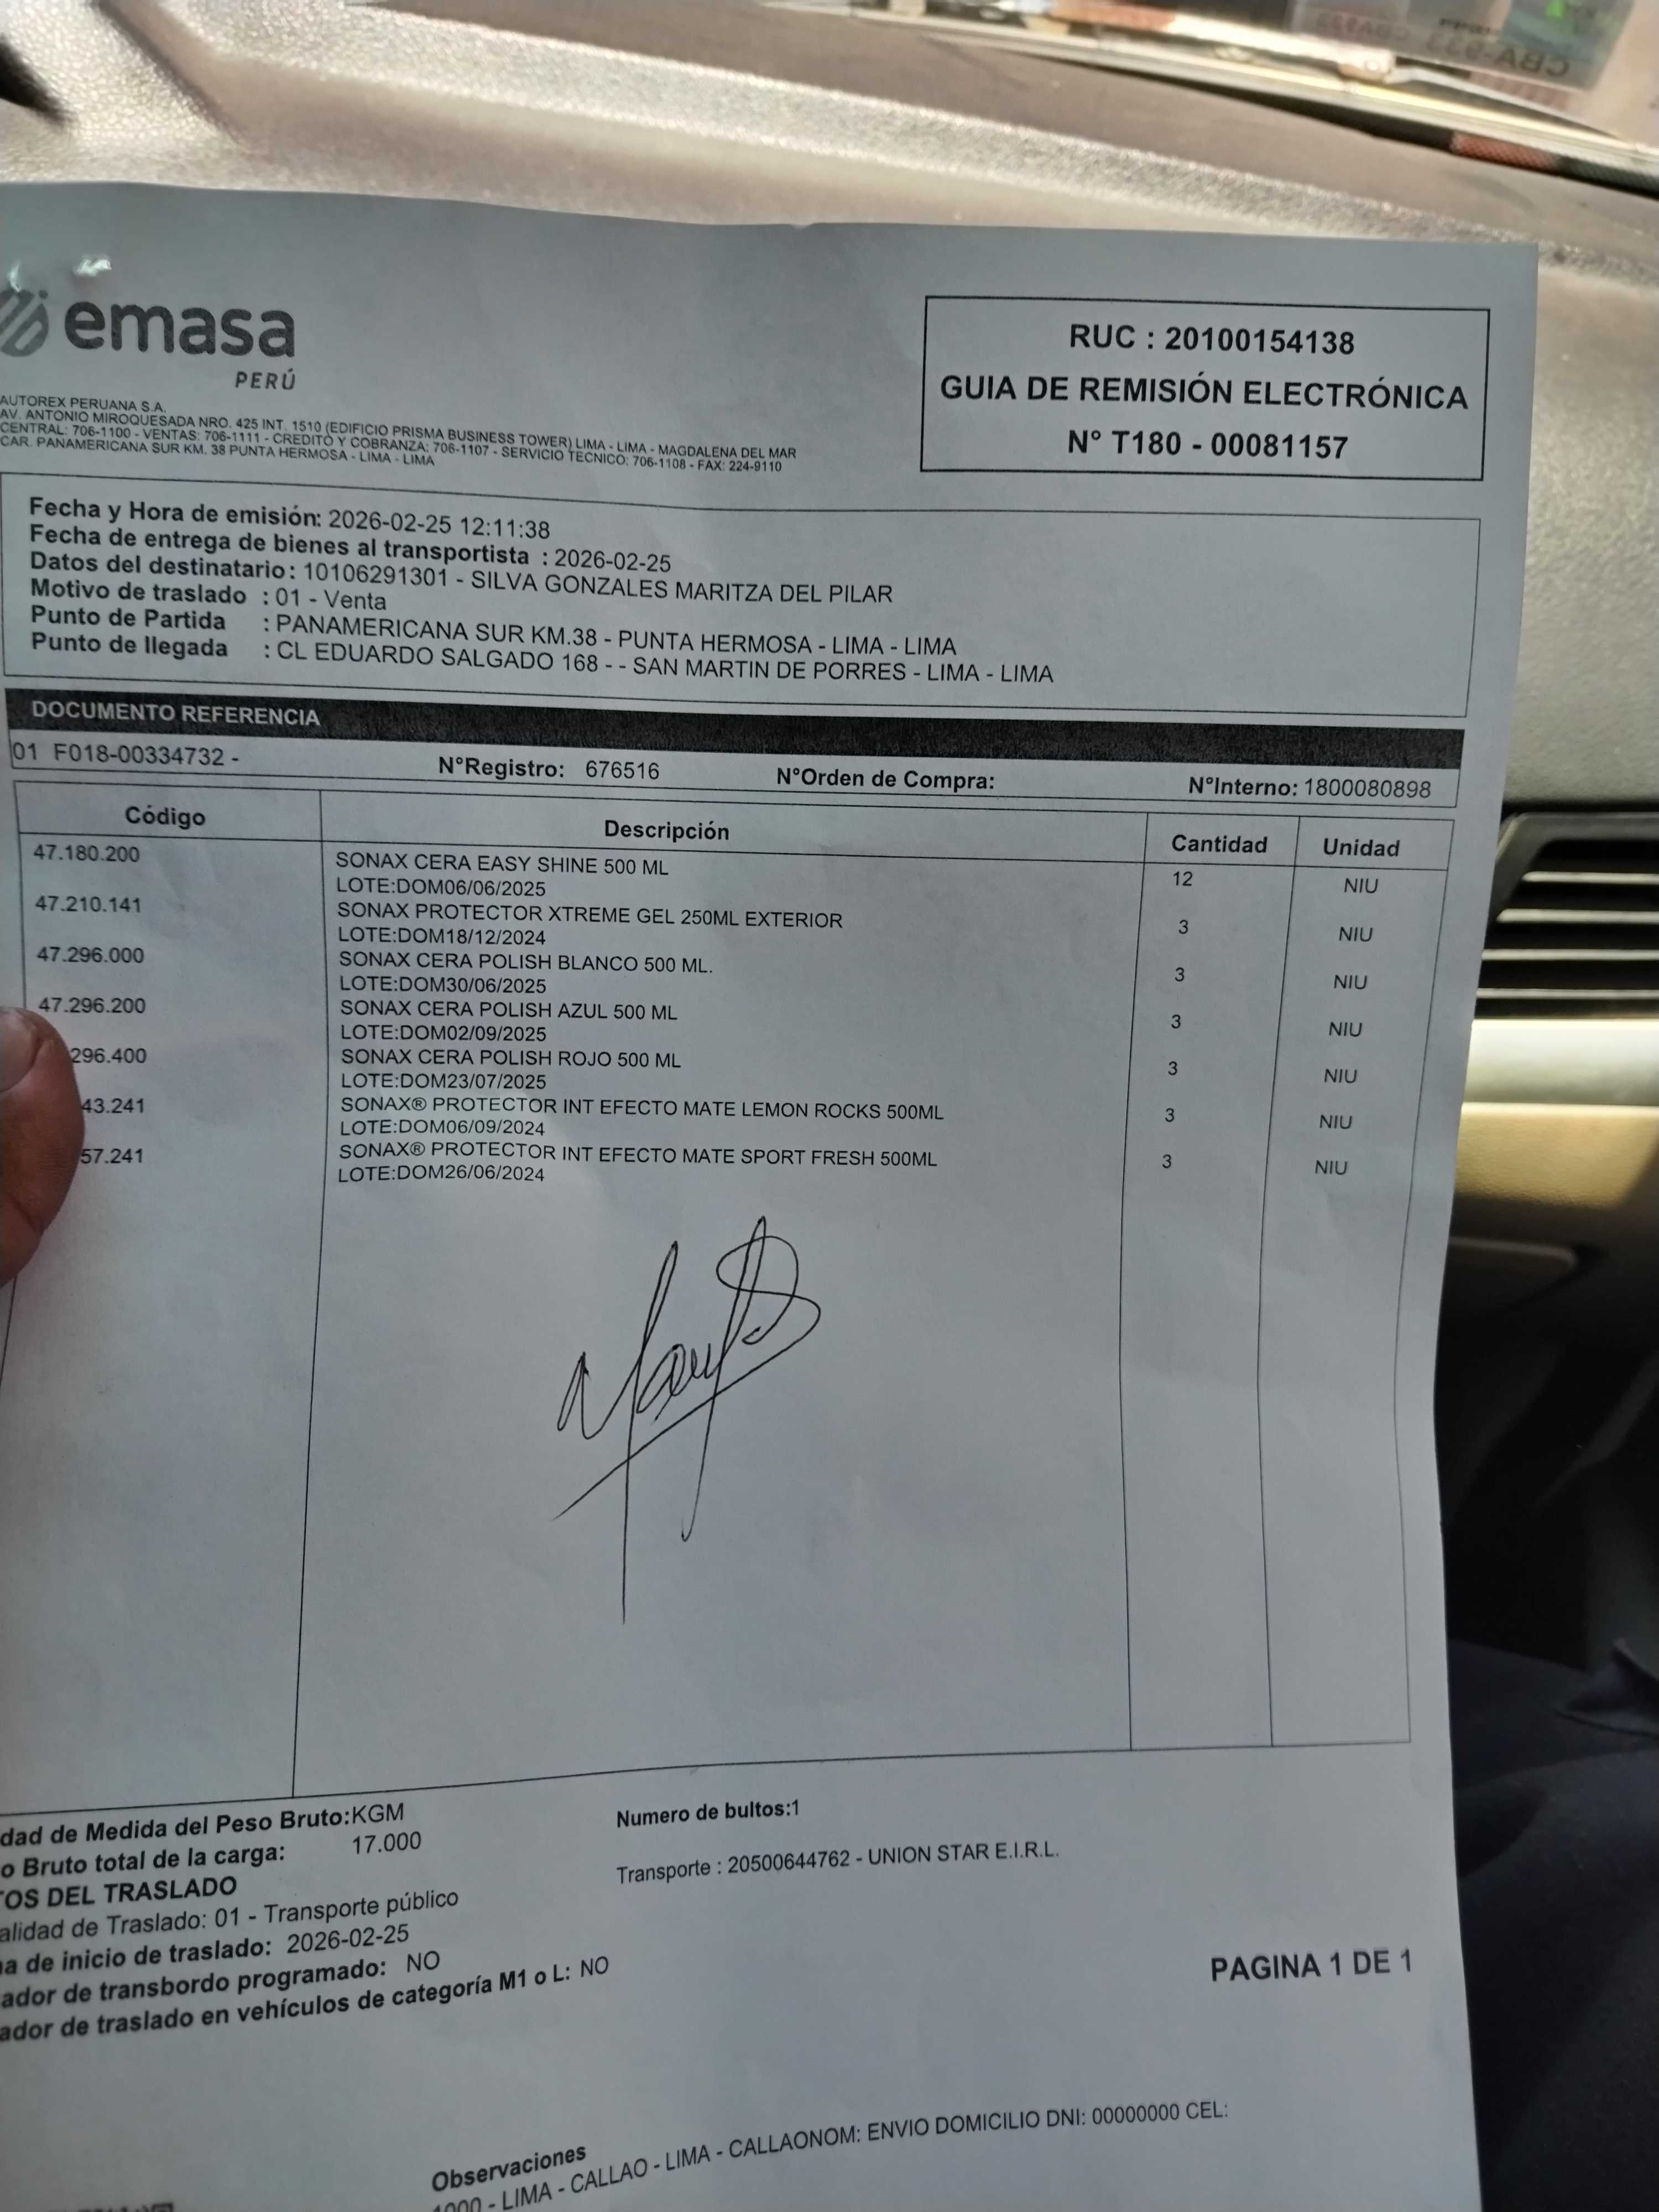 CBA-933
emasa
PERÚ
RUC : 20100154138
GUIA DE REMISIÓN ELECTRÓNICA
N° T180 - 00081157
AUTOREX PERUANA S.A.
AV. ANTONIO MIROQUESADA NRO. 425 INT. 1510 (EDIFICIO PRISMA BUSINESS TOWER) LIMA - LIMA - MAGDALENA DEL MAR
CENTRAL: 706-1100 - VENTAS: 706-1111 - CREDITO Y COBRANZA: 706-1107 - SERVICIO TECNICO: 706-1108 - FAX: 224-9110
CAR. PANAMERICANA SUR KM. 38 PUNTA HERMOSA - LIMA - LIMA
Fecha y Hora de emisión: 2026-02-25 12:11:38
Fecha de entrega de bienes al transportista : 2026-02-25
Datos del destinatario: 10106291301 - SILVA GONZALES MARITZA DEL PILAR
Motivo de traslado : 01 - Venta
Punto de Partida : PANAMERICANA SUR KM.38 - PUNTA HERMOSA - LIMA - LIMA
Punto de llegada : CL EDUARDO SALGADO 168 - - SAN MARTIN DE PORRES - LIMA - LIMA
DOCUMENTO REFERENCIA
01 F018-00334732 - N°Registro: 676516 N°Orden de Compra: N°Interno: 1800080898
Código Descripción Cantidad Unidad
47.180.200 SONAX CERA EASY SHINE 500 ML 12 NIU
LOTE:DOM06/06/2025
47.210.141 SONAX PROTECTOR XTREME GEL 250ML EXTERIOR 3 NIU
LOTE:DOM18/12/2024
47.296.000 SONAX CERA POLISH BLANCO 500 ML. 3 NIU
LOTE:DOM30/06/2025
47.296.200 SONAX CERA POLISH AZUL 500 ML 3 NIU
LOTE:DOM02/09/2025
296.400 SONAX CERA POLISH ROJO 500 ML 3 NIU
LOTE:DOM23/07/2025
43.241 SONAX® PROTECTOR INT EFECTO MATE LEMON ROCKS 500ML 3 NIU
LOTE:DOM06/09/2024
57.241 SONAX® PROTECTOR INT EFECTO MATE SPORT FRESH 500ML 3 NIU
LOTE:DOM26/06/2024
dad de Medida del Peso Bruto:KGM
o Bruto total de la carga: 17.000
Numero de bultos:1
Transporte : 20500644762 - UNION STAR E.I.R.L.
TOS DEL TRASLADO
alidad de Traslado: 01 - Transporte público
a de inicio de traslado: 2026-02-25
ador de transbordo programado: NO
ador de traslado en vehículos de categoría M1 o L: NO
PAGINA 1 DE 1
Observaciones
1000 - LIMA - CALLAO - LIMA - CALLAONOM: ENVIO DOMICILIO DNI: 00000000 CEL: